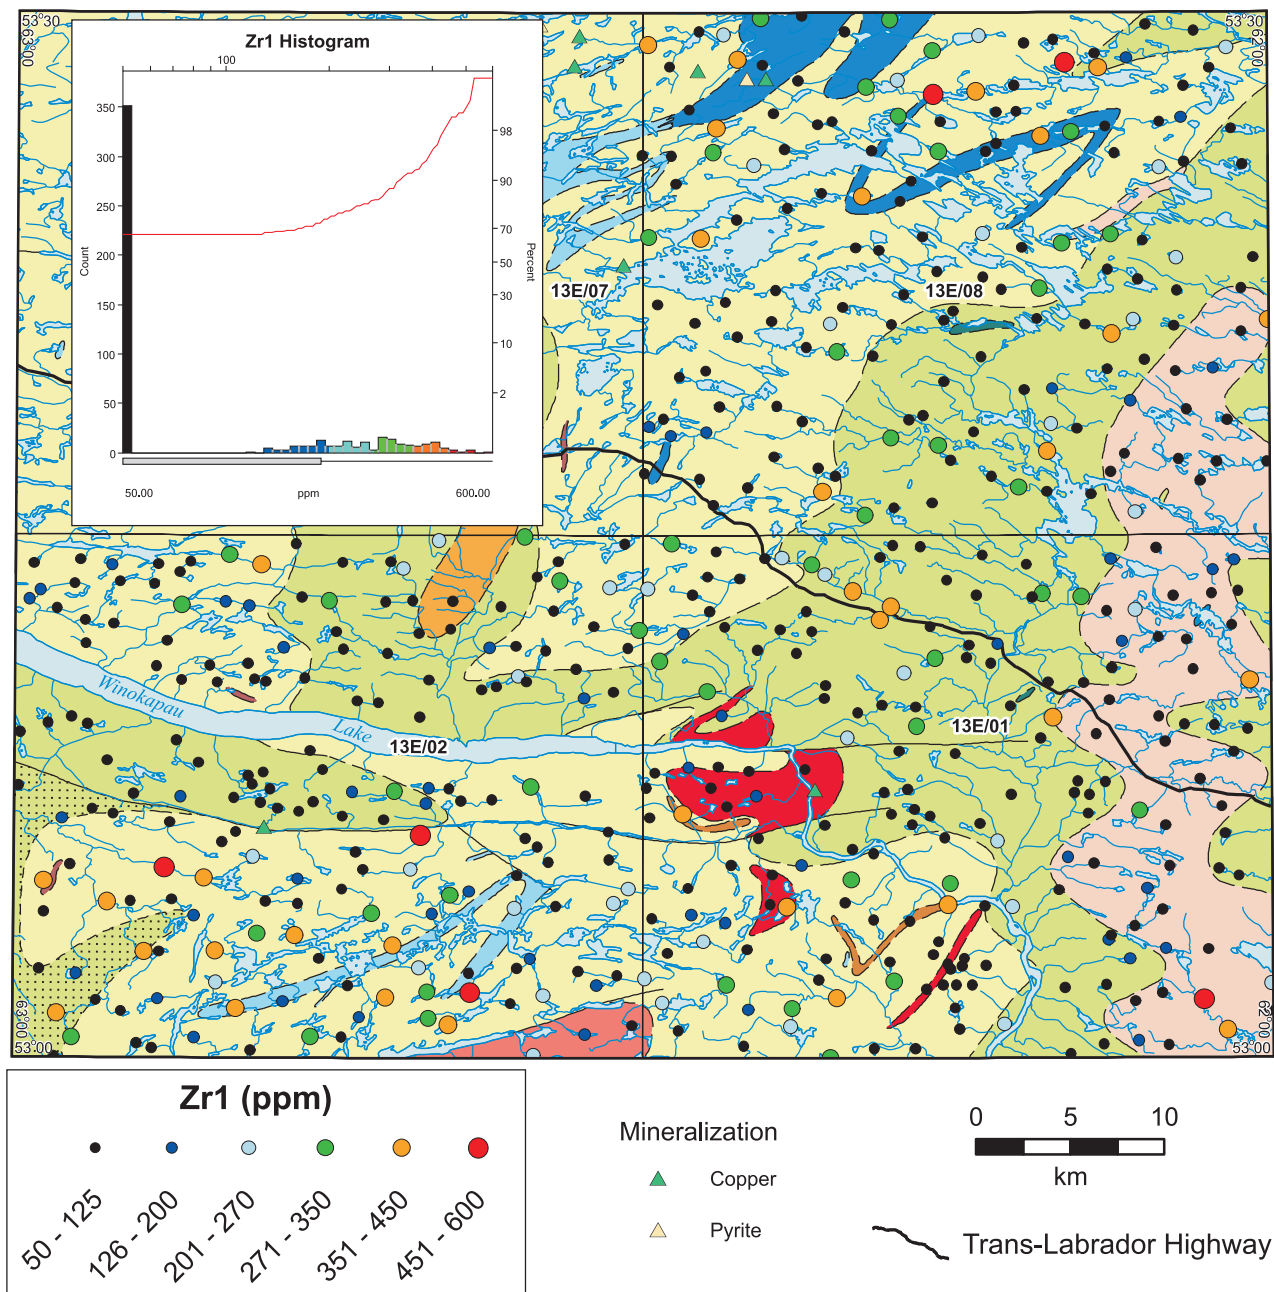 53°30'
63°00'
53°30'
62°00'
Zr1 Histogram
100
350
300
250
200
150
100
50
0
Count
98
90
70
50
30
10
2
Percent
50.00
ppm
600.00
13E/07
13E/08
Winokapau
Lake
13E/02
13E/01
63°00'
53°00'
62°00'
53°00'
Zr1 (ppm)
50 - 125
126 - 200
201 - 270
271 - 350
351 - 450
451 - 600
Mineralization
Copper
Pyrite
0 5 10
km
Trans-Labrador Highway